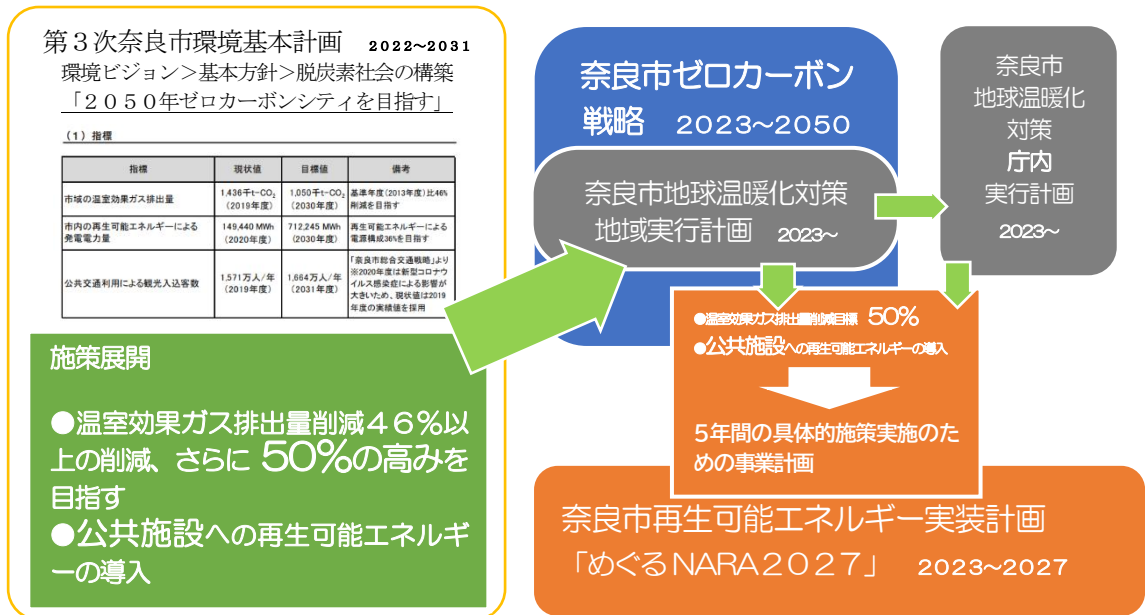 第３次奈良市環境基本計画 2022～2031
環境ビジョン＞基本方針＞脱炭素社会の構築
「２０５０年ゼロカーボンシティを目指す」
（１）指標
指標 現状値 目標値 備考
市域の温室効果ガス排出量
1,436千t-CO₂
（2019年度）
1,050千t-CO₂
（2030年度）
基準年度（2013年度）比46%
削減を目指す
市内の再生可能エネルギーによる
発電電力量
149,440 MWh
（2020年度）
712,245 MWh
（2030年度）
再生可能エネルギーによる
電源構成36%を目指す
公共交通利用による観光入込客数
1,571万人/年
（2019年度）
1,664万人/年
（2031年度）
「奈良市総合交通戦略」より
※2020年度は新型コロナウ
イルス感染症による影響が
大きいため、現状値は2019
年度の実績値を採用
施策展開
●温室効果ガス排出量削減４６％以
上の削減、さらに 50％の高みを
目指す
●公共施設への再生可能エネルギ
ーの導入
奈良市ゼロカーボン
戦略 2023～2050
奈良市地球温暖化対策
地域実行計画 2023～
奈良市
地球温暖化
対策
庁内
実行計画
2023～
●温室効果ガス排出量削減目標 50％
●公共施設への再生可能エネルギーの導入
5年間の具体的施策実施のた
めの事業計画
奈良市再生可能エネルギー実装計画
「めぐるNARA２０２７」 2023～2027